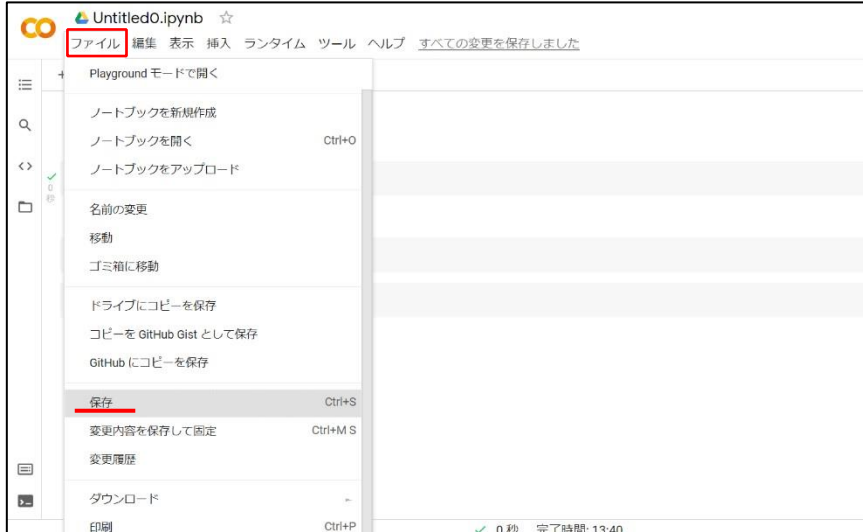 Untitled0.ipynb
ファイル 編集 表示 挿入 ランタイム ツール ヘルプ すべての変更を保存しました
Playground モードで開く
ノートブックを新規作成
ノートブックを開く Ctrl+O
ノートブックをアップロード
0
秒
名前の変更
移動
ゴミ箱に移動
ドライブにコピーを保存
コピーを GitHub Gist として保存
GitHub にコピーを保存
保存 Ctrl+S
変更内容を保存して固定 Ctrl+M S
変更履歴
ダウンロード
印刷 Ctrl+P
0 秒 完了時間: 13:40